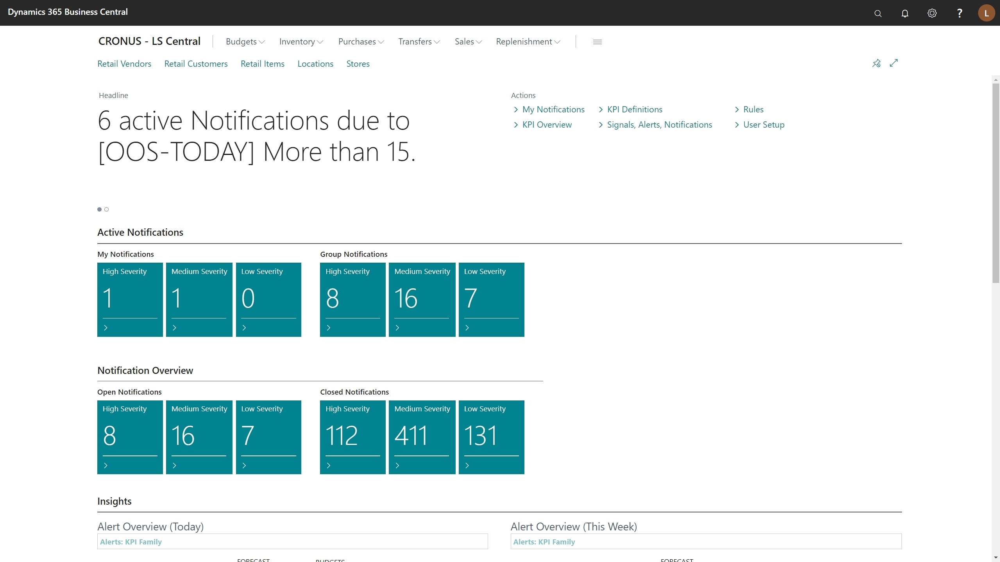 Dynamics 365 Business Central
L
CRONUS - LS Central
Budgets
Inventory
Purchases
Transfers
Sales
Replenishment
Retail Vendors
Retail Customers
Retail Items
Locations
Stores
Headline
6 active Notifications due to
[OOS-TODAY] More than 15.
Actions
My Notifications
KPI Definitions
Rules
KPI Overview
Signals, Alerts, Notifications
User Setup
Active Notifications
My Notifications
High Severity
1
Medium Severity
1
Low Severity
0
Group Notifications
High Severity
8
Medium Severity
16
Low Severity
7
Notification Overview
Open Notifications
High Severity
8
Medium Severity
16
Low Severity
7
Closed Notifications
High Severity
112
Medium Severity
411
Low Severity
131
Insights
Alert Overview (Today)
Alerts: KPI Family
FORECAST
BUDGETS
Alert Overview (This Week)
Alerts: KPI Family
FORECAST